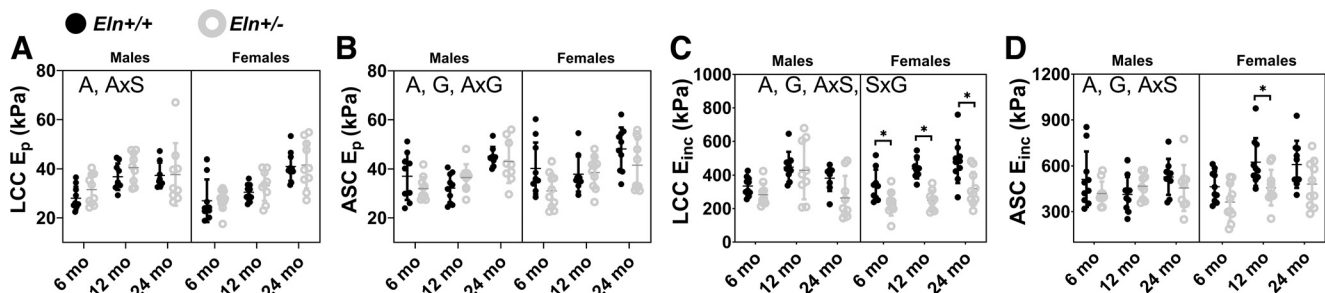 Eln+/+ Eln+/-
A
Males Females
A, AxS
LCC Ep (kPa)
80
60
40
20
6 mo 12 mo 24 mo 6 mo 12 mo 24 mo
B
Males Females
A, G, AxG
ASC Ep (kPa)
80
60
40
20
6 mo 12 mo 24 mo 6 mo 12 mo 24 mo
C
Males Females
A, G, AxS, SxG
LCC Einc (kPa)
1000
800
600
400
200
0
* * *
6 mo 12 mo 24 mo 6 mo 12 mo 24 mo
D
Males Females
A, G, AxS
ASC Einc (kPa)
1200
900
600
300
*
6 mo 12 mo 24 mo 6 mo 12 mo 24 mo